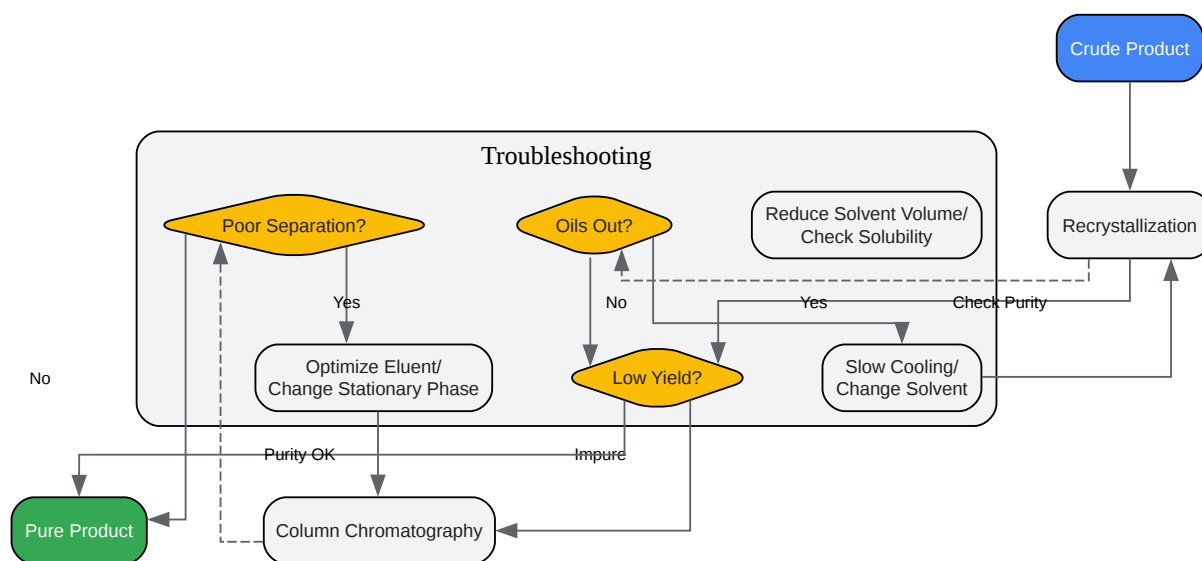 Crude Product
Troubleshooting
Poor Separation?
Oils Out?
Reduce Solvent Volume/
Check Solubility
Recrystallization
Yes
No
Yes
Check Purity
Optimize Eluent/
Change Stationary Phase
Low Yield?
Slow Cooling/
Change Solvent
No
Purity OK
Impure
Pure Product
Column Chromatography